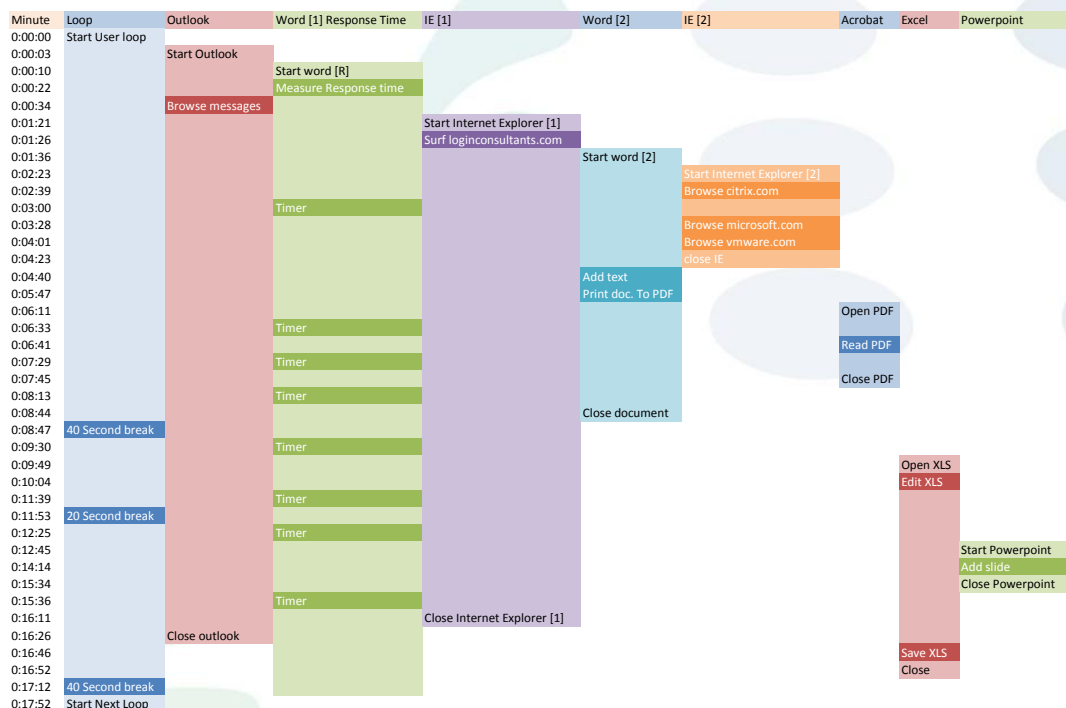 Minute Loop Outlook Word [1] Response Time IE [1] Word [2] IE [2] Acrobat Excel Powerpoint
0:00:00 Start User loop
0:00:03 Start Outlook
0:00:10 Start word [R]
0:00:22 Measure Response time
0:00:34 Browse messages
0:01:21 Start Internet Explorer [1]
0:01:26 Surf loginconsultants.com
0:01:36 Start word [2]
0:02:23 Start Internet Explorer [2]
0:02:39 Browse citrix.com
0:03:00 Timer
0:03:28 Browse microsoft.com
0:04:01 Browse vmware.com
0:04:23 close IE
0:04:40 Add text
0:05:47 Print doc. To PDF
0:06:11 Open PDF
0:06:33 Timer
0:06:41 Read PDF
0:07:29 Timer
0:07:45 Close PDF
0:08:13 Timer
0:08:44 Close document
0:08:47 40 Second break
0:09:30 Timer
0:09:49 Open XLS
0:10:04 Edit XLS
0:11:39 Timer
0:11:53 20 Second break
0:12:25 Timer
0:12:45 Start Powerpoint
0:14:14 Add slide
0:15:34 Close Powerpoint
0:15:36 Timer
0:16:11 Close Internet Explorer [1]
0:16:26 Close outlook
0:16:46 Save XLS
0:16:52 Close
0:17:12 40 Second break
0:17:52 Start Next Loop